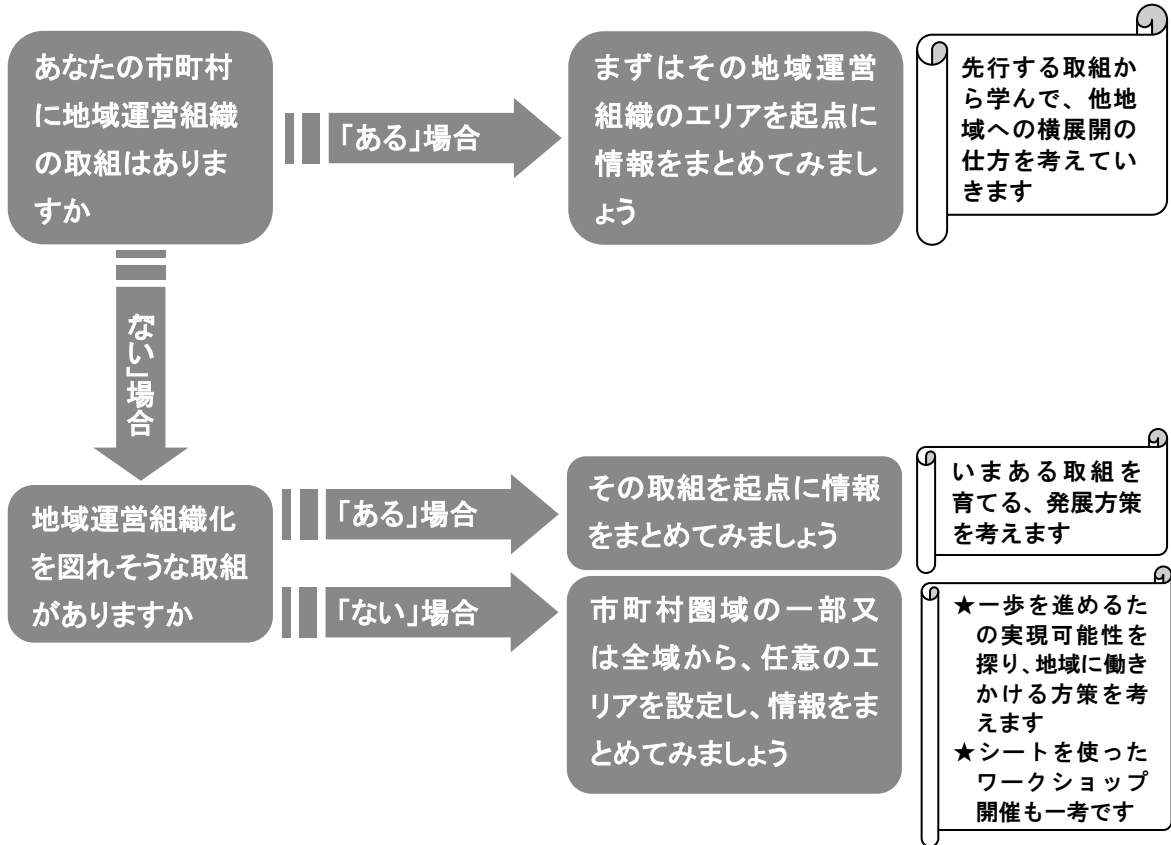 あなたの市町村
に地域運営組織
の取組はありま
すか
「ある」場合
まずはその地域運営
組織のエリアを起点に
情報をまとめてみまし
ょう
先行する取組か
ら学んで、他地
域への横展開の
仕方を考えてい
きます
「ない」場合
地域運営組織化
を図れそうな取組
がありますか
「ある」場合
その取組を起点に情報
をまとめてみましょう
いまある取組を
育てる、発展方策
を考えます
「ない」場合
市町村圏域の一部又
は全域から、任意のエ
リアを設定し、情報をま
とめてみましょう
★一歩を進めるた
の実現可能性を
探り、地域に働き
かける方策を考
えます
★シートを使った
ワークショップ
開催も一考です